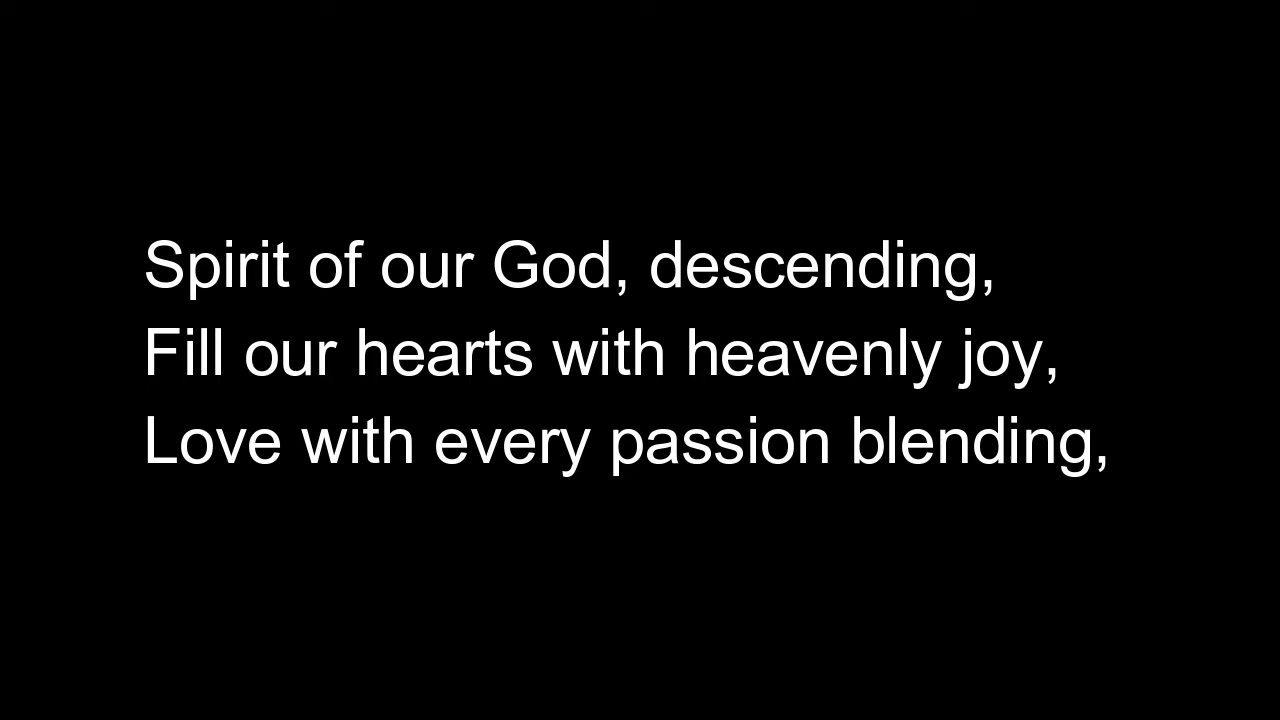 Spirit of our God, descending,
Fill our hearts with heavenly joy,
Love with every passion blending,